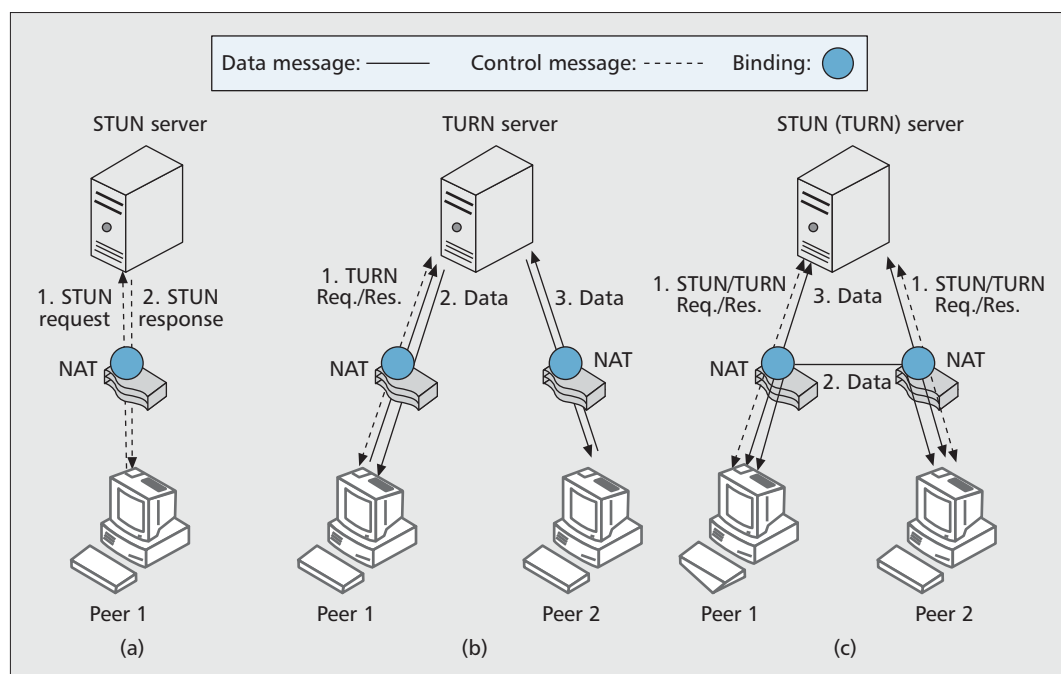 Data message:
Control message:
Binding:
STUN server
1. STUN
request
2. STUN
response
NAT
Peer 1
(a)
TURN server
1. TURN
Req./Res.
2. Data
3. Data
NAT
NAT
Peer 1
Peer 2
(b)
STUN (TURN) server
1. STUN/TURN
Req./Res.
3. Data
1. STUN/TURN
Req./Res.
NAT
2. Data
NAT
Peer 1
Peer 2
(c)